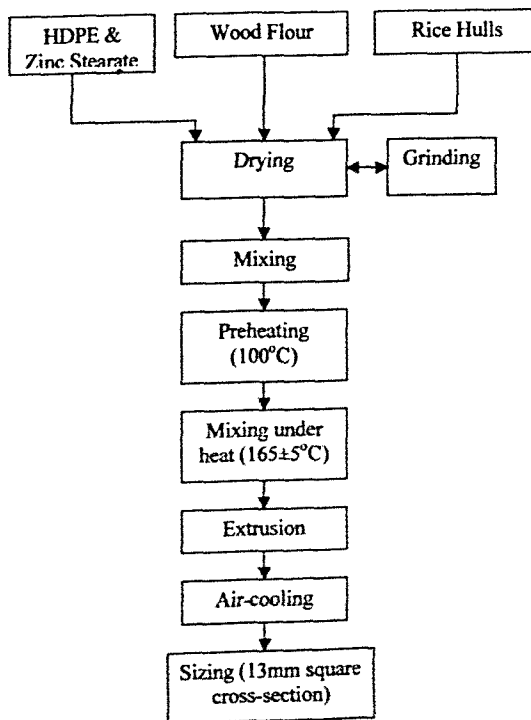 HDPE &
Zinc Stearate
Wood Flour
Rice Hulls
Drying
Grinding
Mixing
Preheating
(100°C)
Mixing under
heat (165±5°C)
Extrusion
Air-cooling
Sizing (13mm square
cross-section)